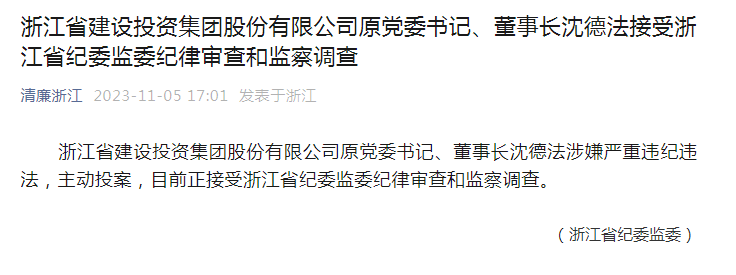 浙江省建设投资集团股份有限公司原党委书记、董事长沈德法接受浙
江省纪委监委纪律审查和监察调查
清廉浙江 2023-11-05 17:01 发表于浙江
浙江省建设投资集团股份有限公司原党委书记、董事长沈德法涉嫌严重违纪违
法，主动投案，目前正接受浙江省纪委监委纪律审查和监察调查。
（浙江省纪委监委）